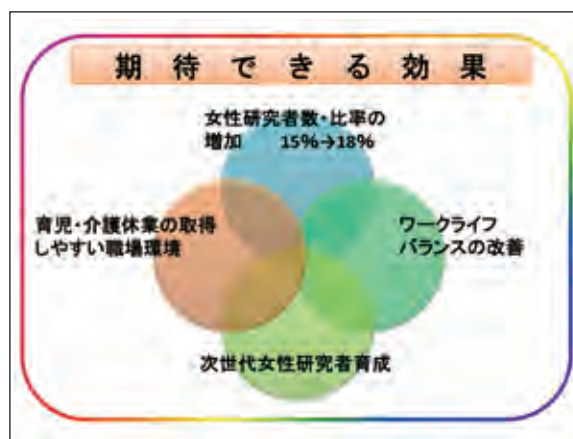 期待できる効果
女性研究者数・比率の
増加 15%→18%
育児・介護休業の取得
しやすい職場環境
ワークライフ
バランスの改善
次世代女性研究者育成